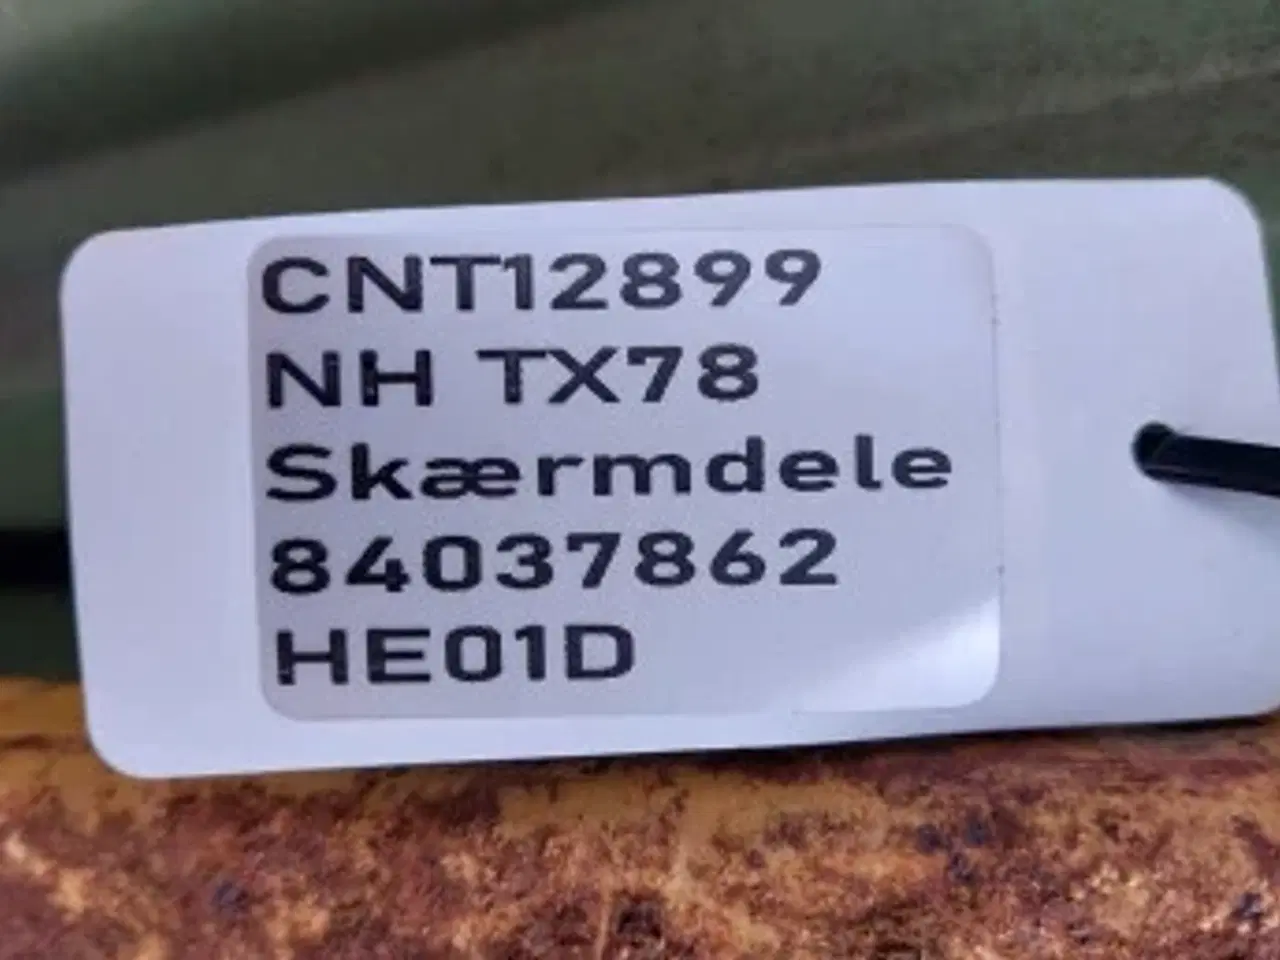 CNT12899
NH TX78
Skærmdele
84037862
HE01D